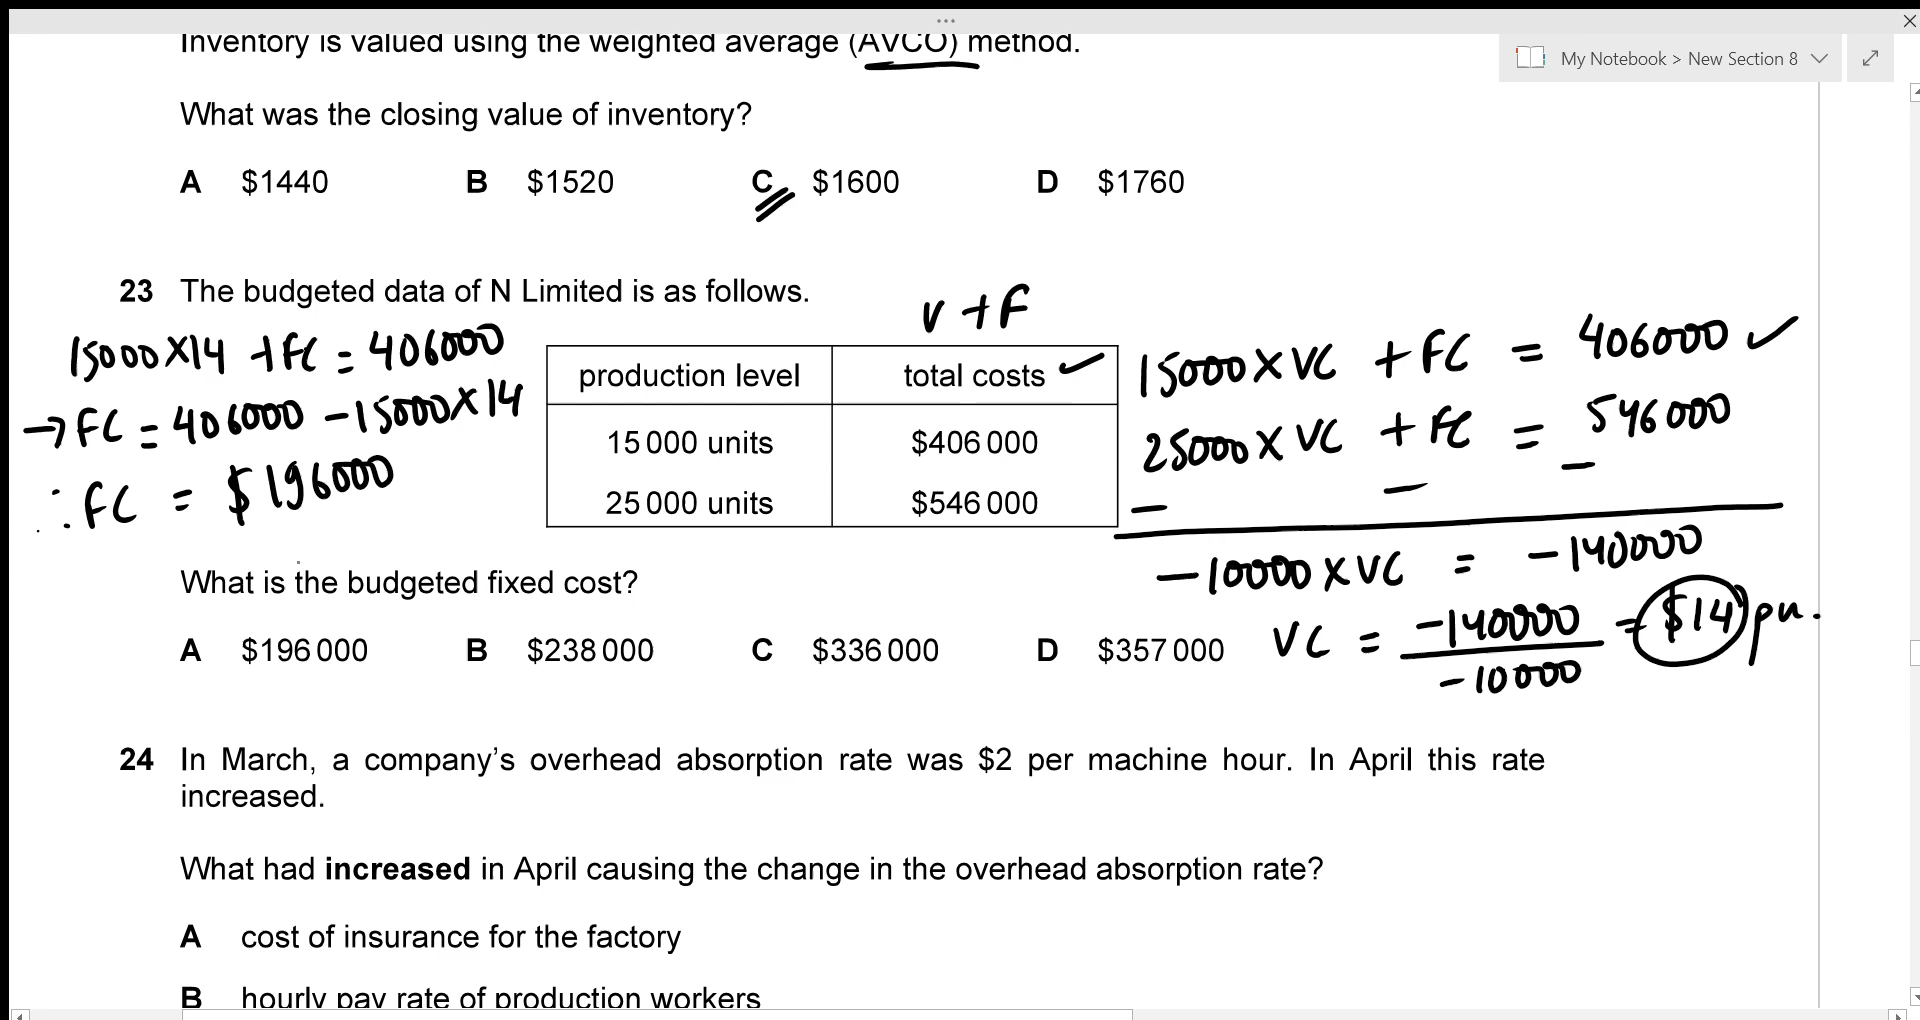 Inventory is valued using the weighted average (AVCO) method.
My Notebook > New Section 8
What was the closing value of inventory?
A $1440 B $1520 C $1600 D $1760
23 The budgeted data of N Limited is as follows.
V + F
15000 X 14 + FC = 406000
→ FC = 406000 - 15000 X 14
∴ FC = $196000
production level total costs ✓
15 000 units $406 000
25 000 units $546 000
15000 X VC + FC = 406000 ✓
25000 X VC + FC = 546000
- - -
-10000 X VC = -140000
VC = -140000 / -10000 = $14 pu.
What is the budgeted fixed cost?
A $196 000 B $238 000 C $336 000 D $357 000
24 In March, a company's overhead absorption rate was $2 per machine hour. In April this rate
increased.
What had increased in April causing the change in the overhead absorption rate?
A cost of insurance for the factory
B hourly pay rate of production workers